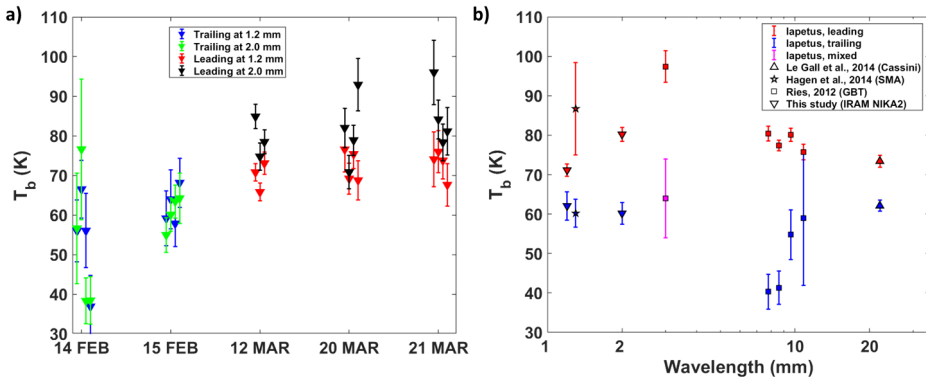 a)
T_b (K)
110
100
90
80
70
60
50
40
30
14 FEB
15 FEB
12 MAR
20 MAR
21 MAR
Trailing at 1.2 mm
Trailing at 2.0 mm
Leading at 1.2 mm
Leading at 2.0 mm
b)
T_b (K)
110
100
90
80
70
60
50
40
30
1
2
10
20
Wavelength (mm)
Iapetus, leading
Iapetus, trailing
Iapetus, mixed
Le Gall et al., 2014 (Cassini)
Hagen et al., 2014 (SMA)
Ries, 2012 (GBT)
This study (IRAM NIKA2)